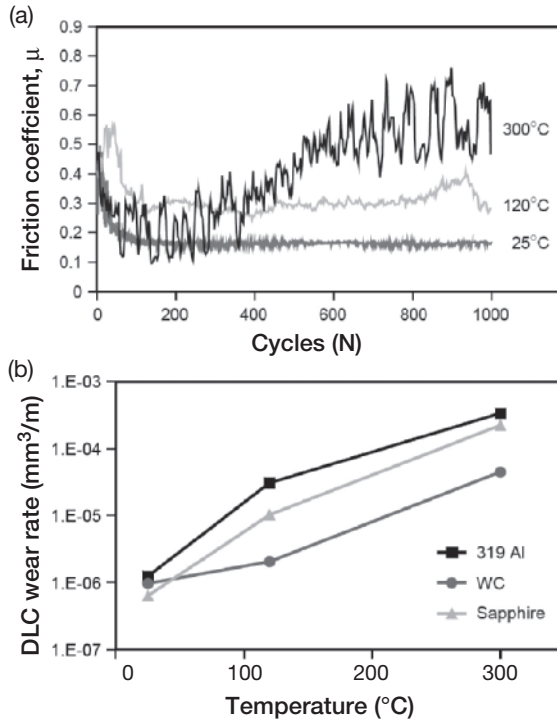 (a)
0.9
0.8
0.7
0.6
0.5
0.4
0.3
0.2
0.1
0
Friction coeffcient, μ
300°C
120°C
25°C
0 200 400 600 800 1000
Cycles (N)
(b)
1.E-03
1.E-04
1.E-05
1.E-06
1.E-07
DLC wear rate (mm³/m)
319 Al
WC
Sapphire
0 100 200 300
Temperature (°C)